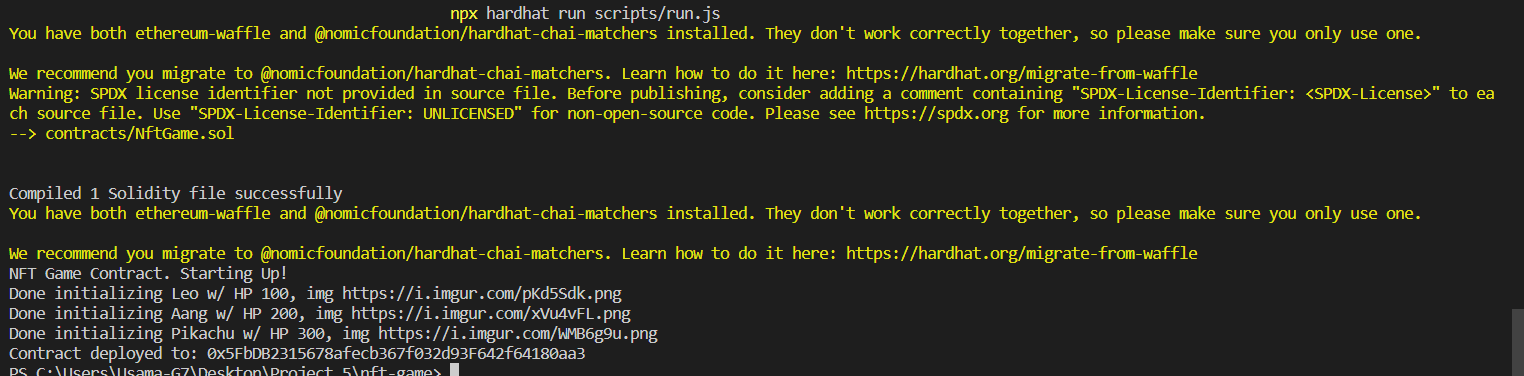 npx hardhat run scripts/run.js
You have both ethereum-waffle and @nomicfoundation/hardhat-chai-matchers installed. They don't work correctly together, so please make sure you only use one.
We recommend you migrate to @nomicfoundation/hardhat-chai-matchers. Learn how to do it here: https://hardhat.org/migrate-from-waffle
Warning: SPDX license identifier not provided in source file. Before publishing, consider adding a comment containing "SPDX-License-Identifier: <SPDX-License>" to ea
ch source file. Use "SPDX-License-Identifier: UNLICENSED" for non-open-source code. Please see https://spdx.org for more information.
--> contracts/NftGame.sol
Compiled 1 Solidity file successfully
You have both ethereum-waffle and @nomicfoundation/hardhat-chai-matchers installed. They don't work correctly together, so please make sure you only use one.
We recommend you migrate to @nomicfoundation/hardhat-chai-matchers. Learn how to do it here: https://hardhat.org/migrate-from-waffle
NFT Game Contract. Starting Up!
Done initializing Leo w/ HP 100, img https://i.imgur.com/pKd5Sdk.png
Done initializing Aang w/ HP 200, img https://i.imgur.com/xVu4vFL.png
Done initializing Pikachu w/ HP 300, img https://i.imgur.com/WMB6g9u.png
Contract deployed to: 0x5FbDB2315678afecb367f032d93F642f64180aa3
PS C:\Users\Usama-G7\Desktop\Project 5\nft-game>